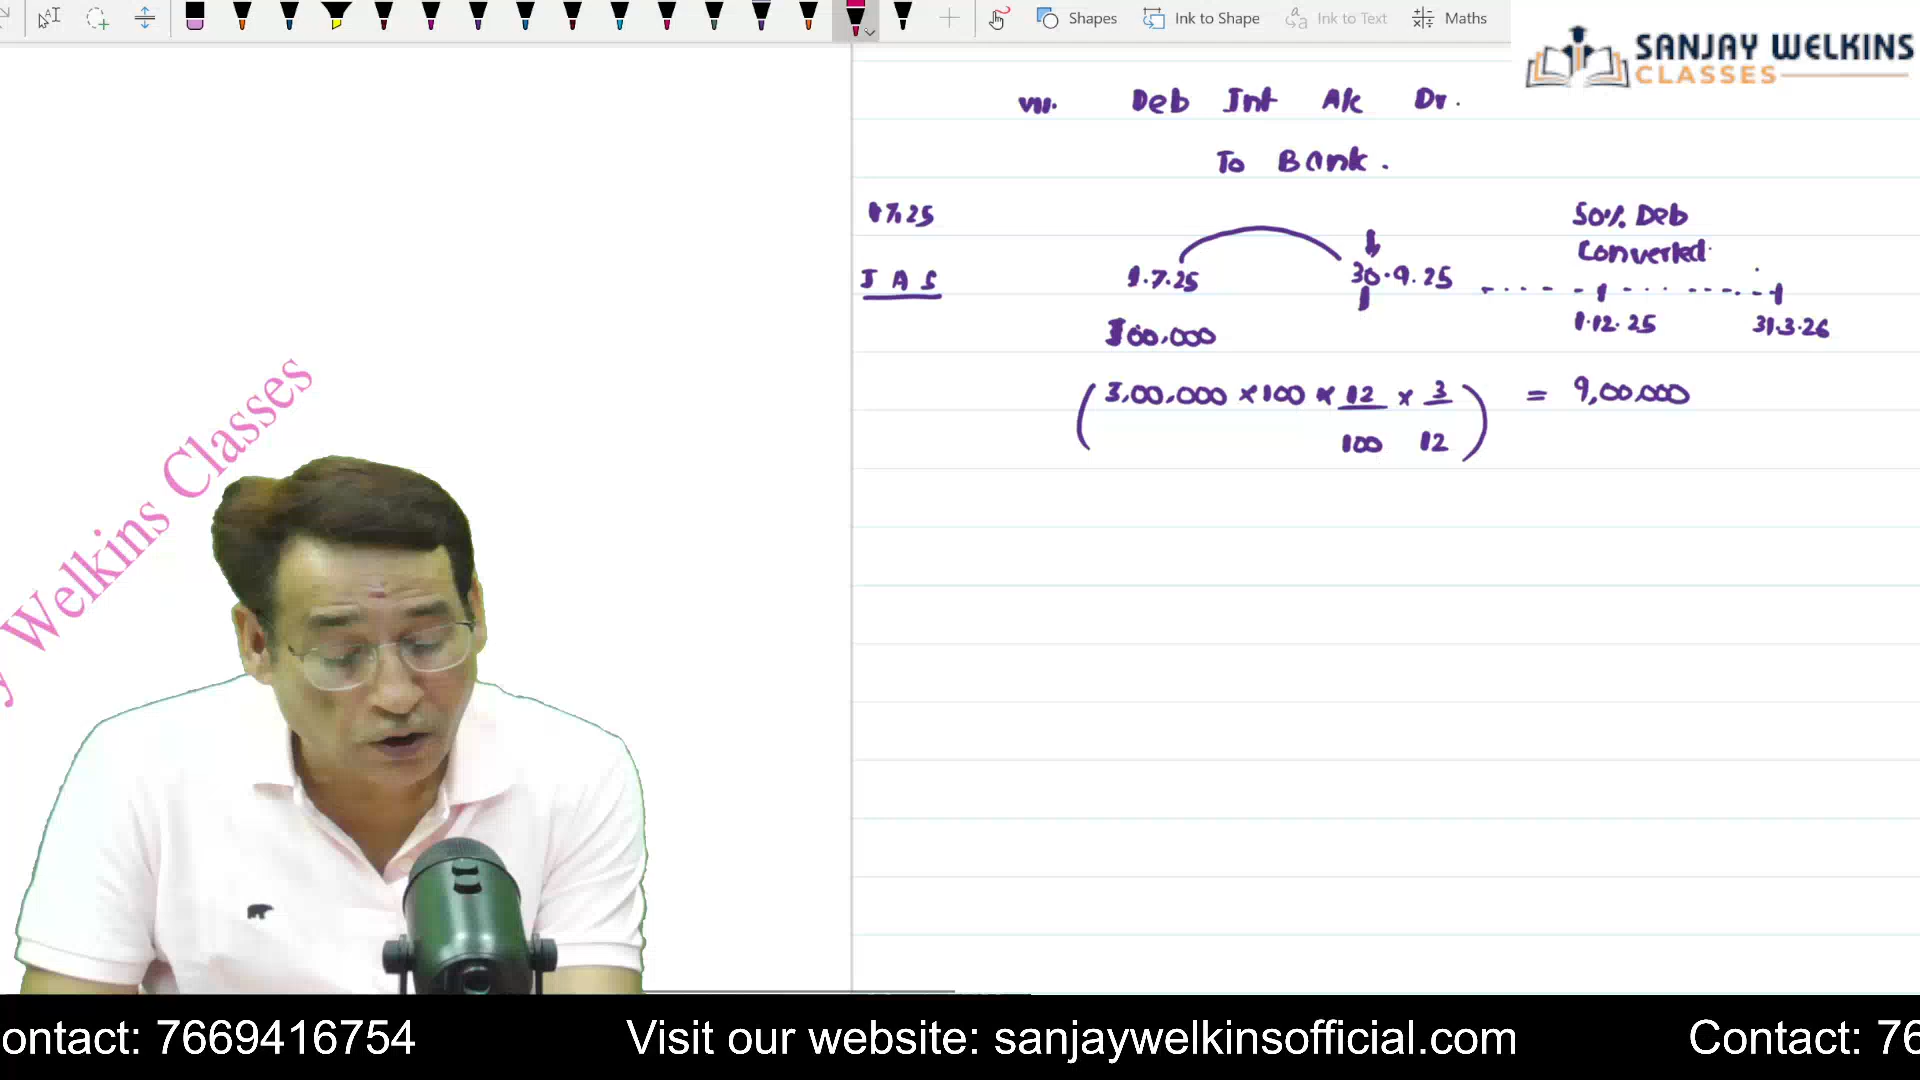 Shapes Ink to Shape Ink to Text Maths
SANJAY WELKINS
CLASSES
VII. Deb Int A/c Dr.
To Bank.
1.7.25
50% Deb
Converted
J A S
1.7.25 30.9.25
1.12.25 31.3.26
300,000
(3,00,000 × 100 × 12/100 × 3/12) = 9,00,000
y Welkins Classes
ontact: 7669416754 Visit our website: sanjaywelkinsofficial.com Contact: 76